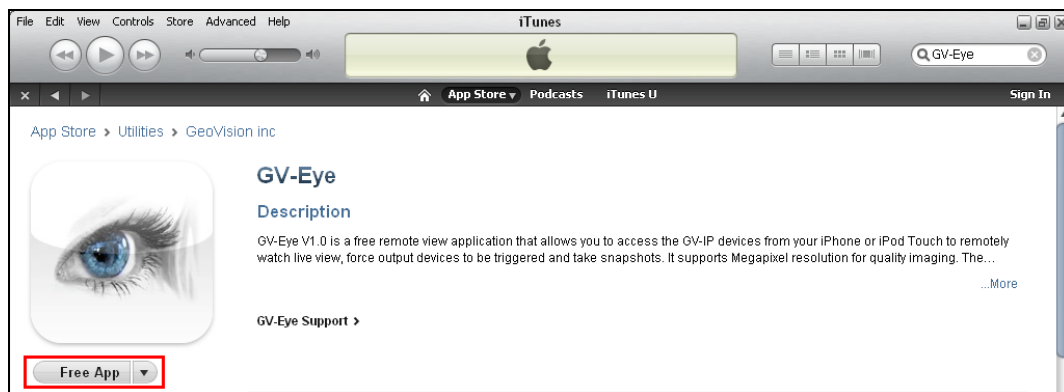 File Edit View Controls Store Advanced Help iTunes
GV-Eye
App Store Podcasts iTunes U Sign In
App Store > Utilities > GeoVision inc
GV-Eye
Description
GV-Eye V1.0 is a free remote view application that allows you to access the GV-IP devices from your iPhone or iPod Touch to remotely
watch live view, force output devices to be triggered and take snapshots. It supports Megapixel resolution for quality imaging. The...
...More
GV-Eye Support >
Free App